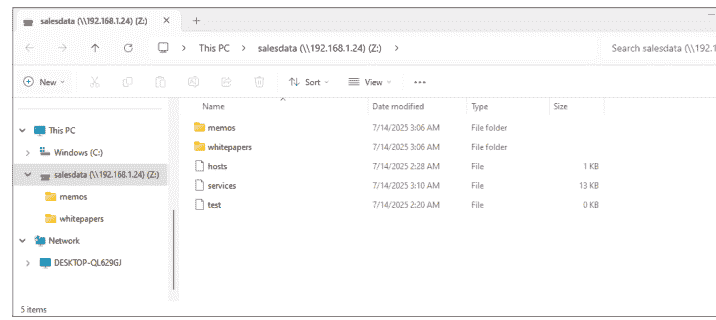 salesdata (\\192.168.1.24) (Z:)
This PC > salesdata (\\192.168.1.24) (Z:) >
Search salesdata (\\192.1
New
Sort
View
Name Date modified Type Size
memos 7/14/2025 3:06 AM File folder
whitepapers 7/14/2025 3:06 AM File folder
hosts 7/14/2025 2:28 AM File 1 KB
services 7/14/2025 3:10 AM File 13 KB
test 7/14/2025 2:20 AM File 0 KB
This PC
Windows (C:)
salesdata (\\192.168.1.24) (Z:)
memos
whitepapers
Network
DESKTOP-QL629GJ
5 items